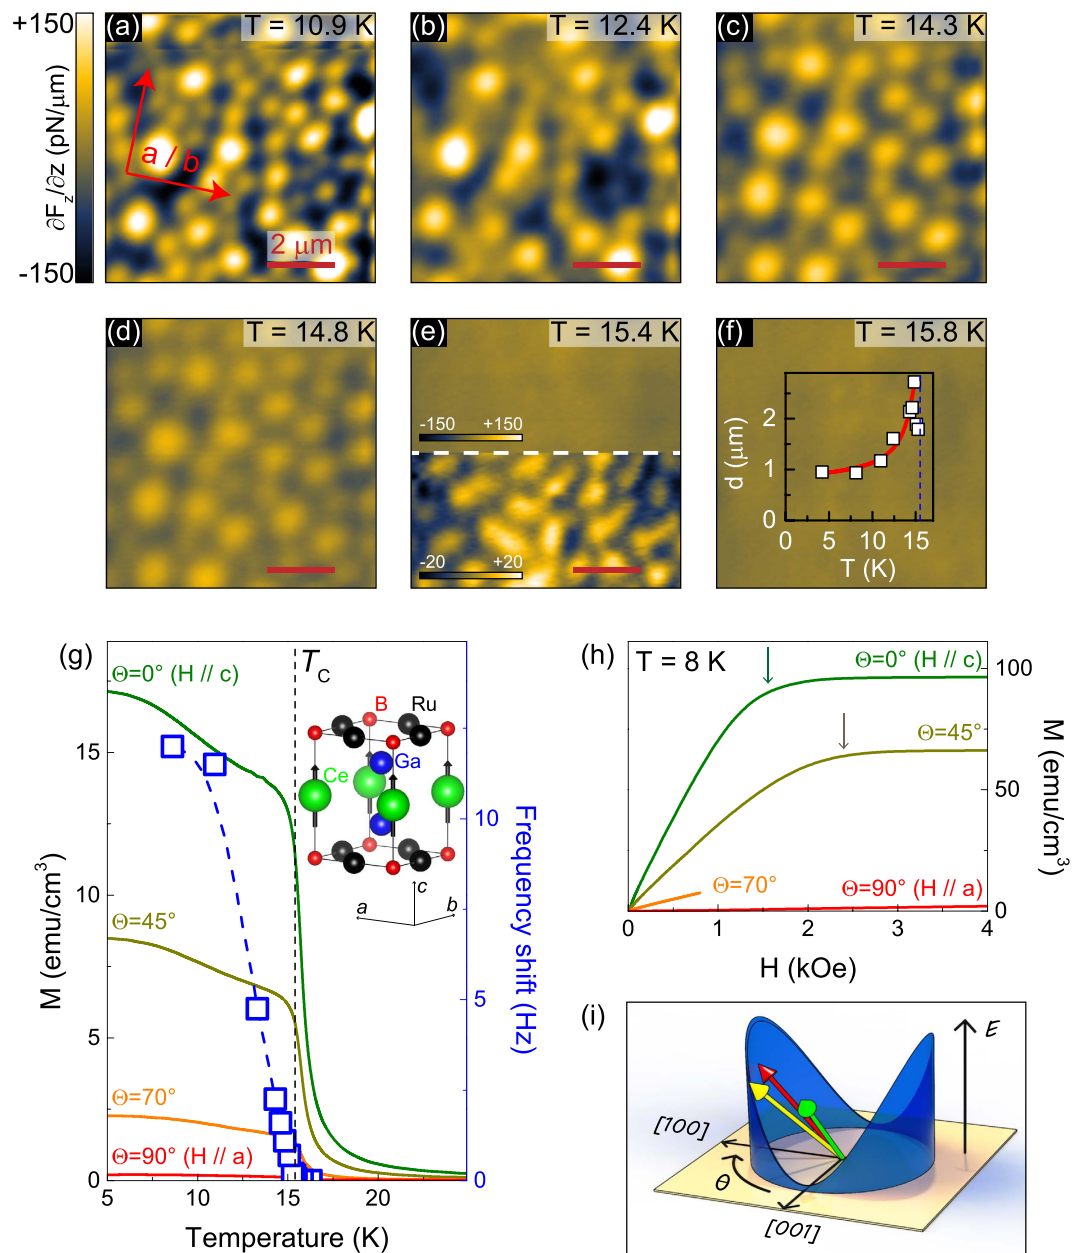 +150
-150
∂Fz/∂z (pN/μm)
(a)
T = 10.9 K
a / b
2 μm
(b)
T = 12.4 K
(c)
T = 14.3 K
(d)
T = 14.8 K
(e)
T = 15.4 K
-150 +150
-20 +20
(f)
T = 15.8 K
d (μm)
2
1
0
0 5 10 15
T (K)
(g)
Θ=0° (H // c)
TC
B
Ru
Ce
Ga
c
a
b
Θ=45°
Θ=70°
Θ=90° (H // a)
15
10
5
0
M (emu/cm³)
10
5
0
Frequency shift (Hz)
5 10 15 20
Temperature (K)
(h)
T = 8 K
Θ=0° (H // c)
Θ=45°
Θ=70°
Θ=90° (H // a)
100
50
0
M (emu/cm³)
0 1 2 3 4
H (kOe)
(i)
E
[100]
θ
[001]